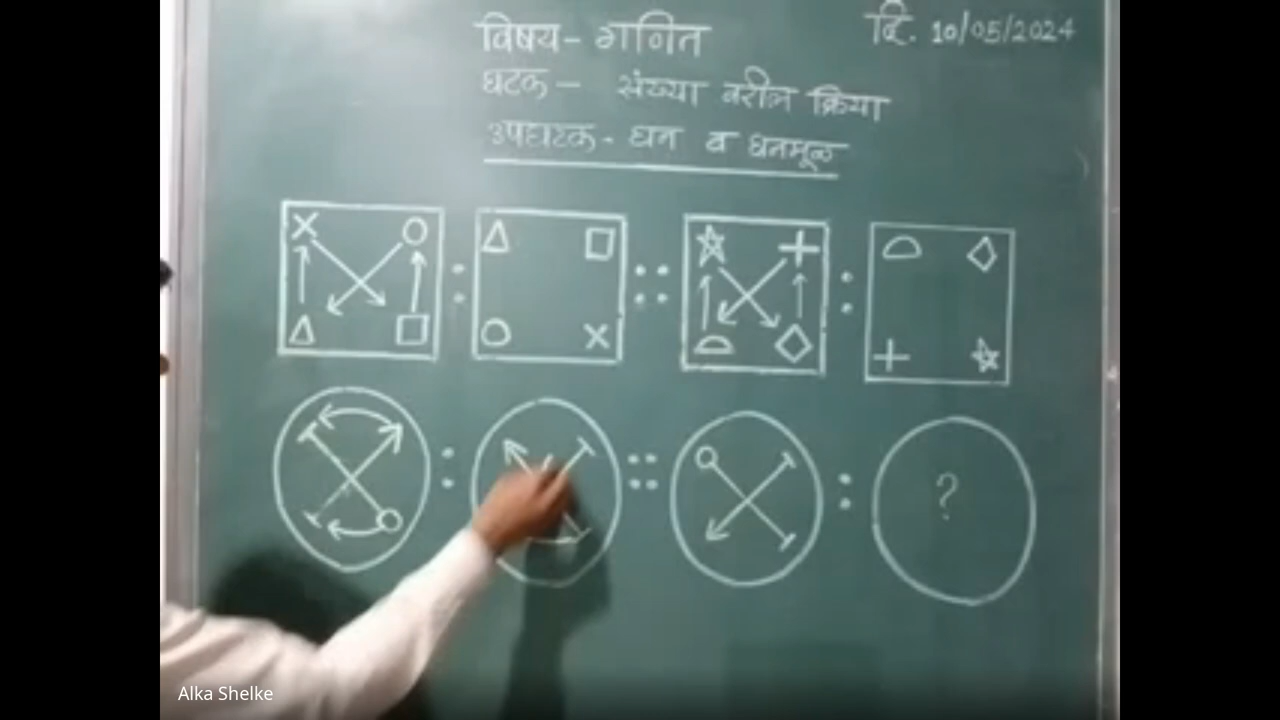 विषय- गणित
दि. 10/05/2024
घटक- संख्या वरील क्रिया
उपघटक- घन व घनमूळ
?
Alka Shelke